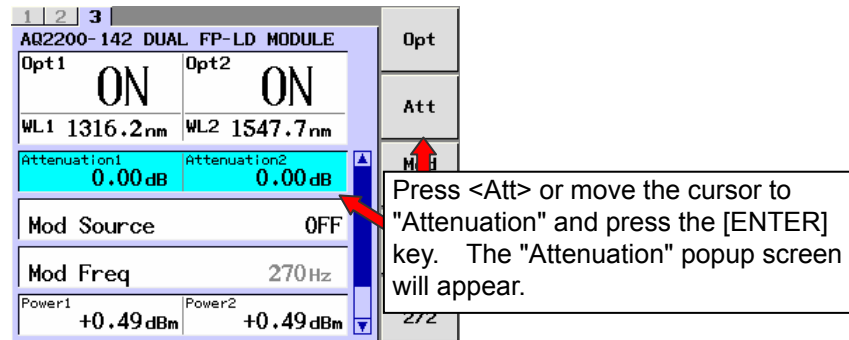 1 2 3
AQ2200-142 DUAL FP-LD MODULE
Opt1 ON Opt2 ON
WL1 1316.2nm WL2 1547.7nm
Attenuation1 Attenuation2
0.00dB 0.00dB
Mod Source OFF
Mod Freq 270Hz
Power1 Power2
+0.49dBm +0.49dBm
Opt
Att
2/2
Press <Att> or move the cursor to
"Attenuation" and press the [ENTER]
key. The "Attenuation" popup screen
will appear.